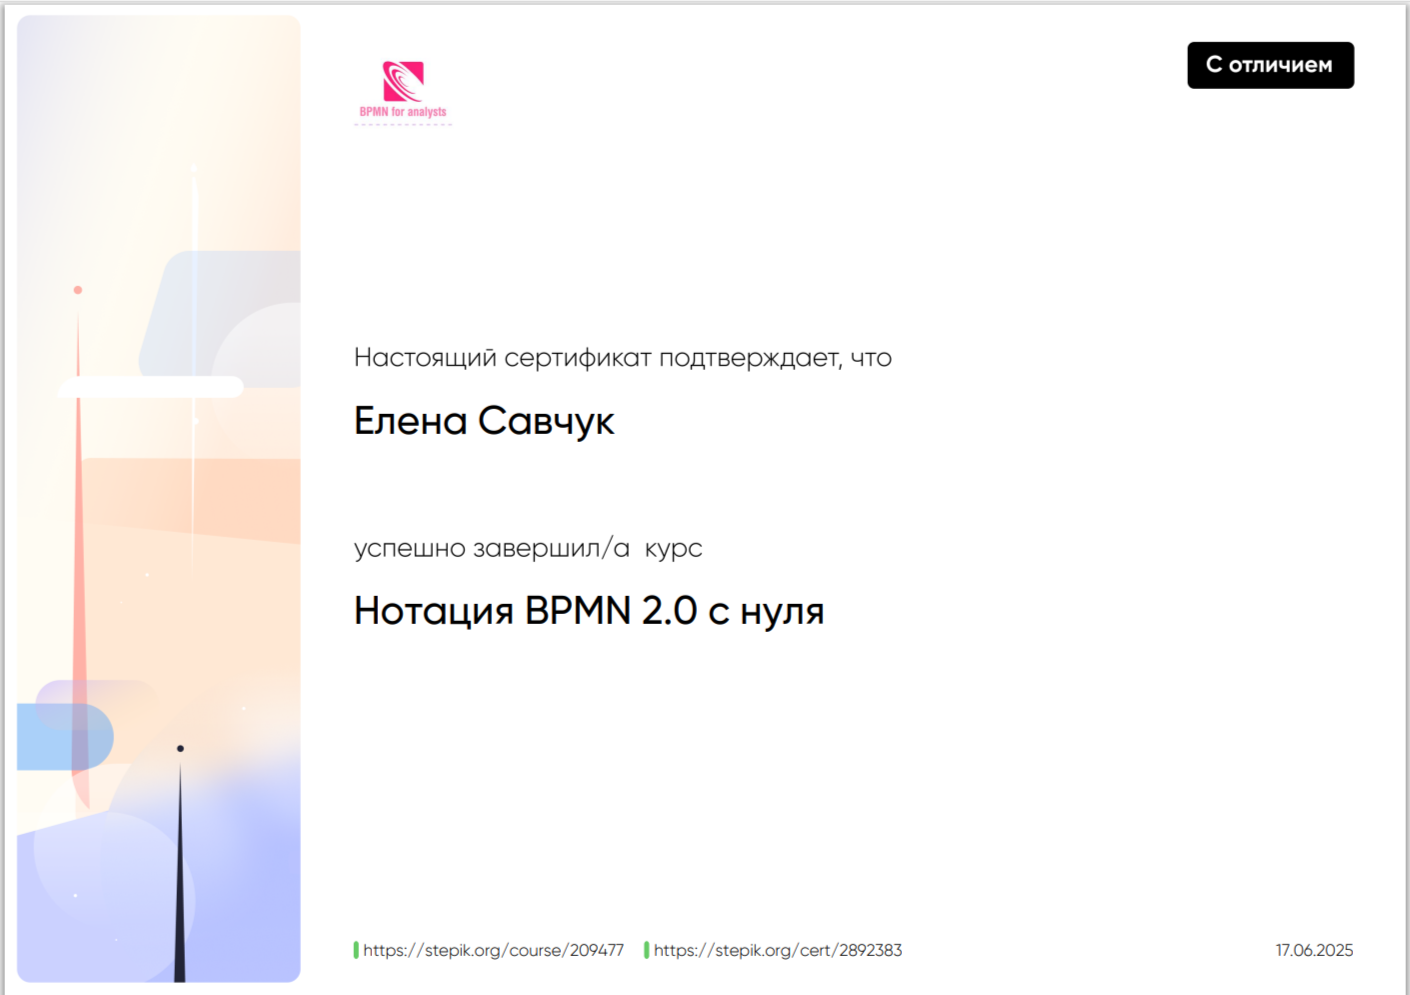 BPMN for analysts
С отличием
Настоящий сертификат подтверждает, что
Елена Савчук
успешно завершил/а курс
Нотация BPMN 2.0 с нуля
https://stepik.org/course/209477 https://stepik.org/cert/2892383 17.06.2025